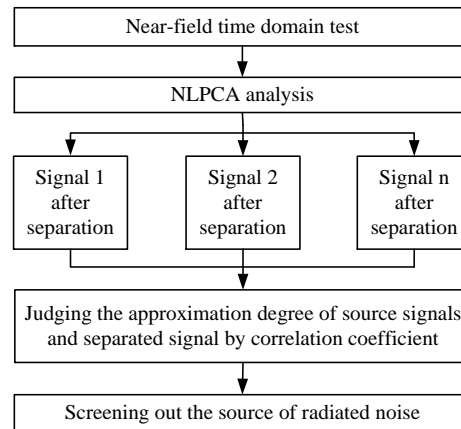 Near-field time domain test
NLPCA analysis
Signal 1
after
separation
Signal 2
after
separation
Signal n
after
separation
Judging the approximation degree of source signals
and separated signal by correlation coefficient
Screening out the source of radiated noise